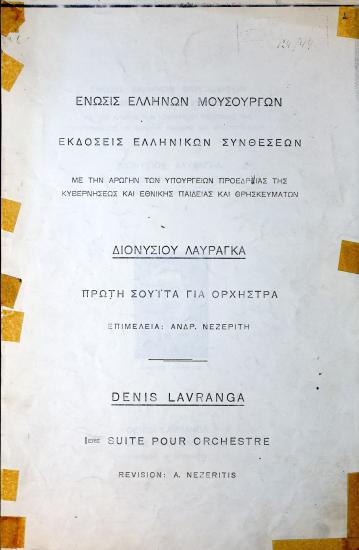 ΕΝΩΣΙΣ ΕΛΛΗΝΩΝ ΜΟΥΣΟΥΡΓΩΝ
ΕΚΔΟΣΕΙΣ ΕΛΛΗΝΙΚΩΝ ΣΥΝΘΕΣΕΩΝ
ΜΕ ΤΗΝ ΑΡΩΓΗΝ ΤΩΝ ΥΠΟΥΡΓΕΙΩΝ ΠΡΟΕΔΡΙΑΣ ΤΗΣ
ΚΥΒΕΡΝΗΣΕΩΣ ΚΑΙ ΕΘΝΙΚΗΣ ΠΑΙΔΕΙΑΣ ΚΑΙ ΘΡΗΣΚΕΥΜΑΤΩΝ
ΔΙΟΝΥΣΙΟΥ ΛΑΥΡΑΓΚΑ
ΠΡΩΤΗ ΣΟΥΪΤΑ ΓΙΑ ΟΡΧΗΣΤΡΑ
ΕΠΙΜΕΛΕΙΑ: ΑΝΔΡ. ΝΕΖΕΡΙΤΗ
DENIS LAVRANGA
1ERE SUITE POUR ORCHESTRE
REVISION: A. NEZERITIS